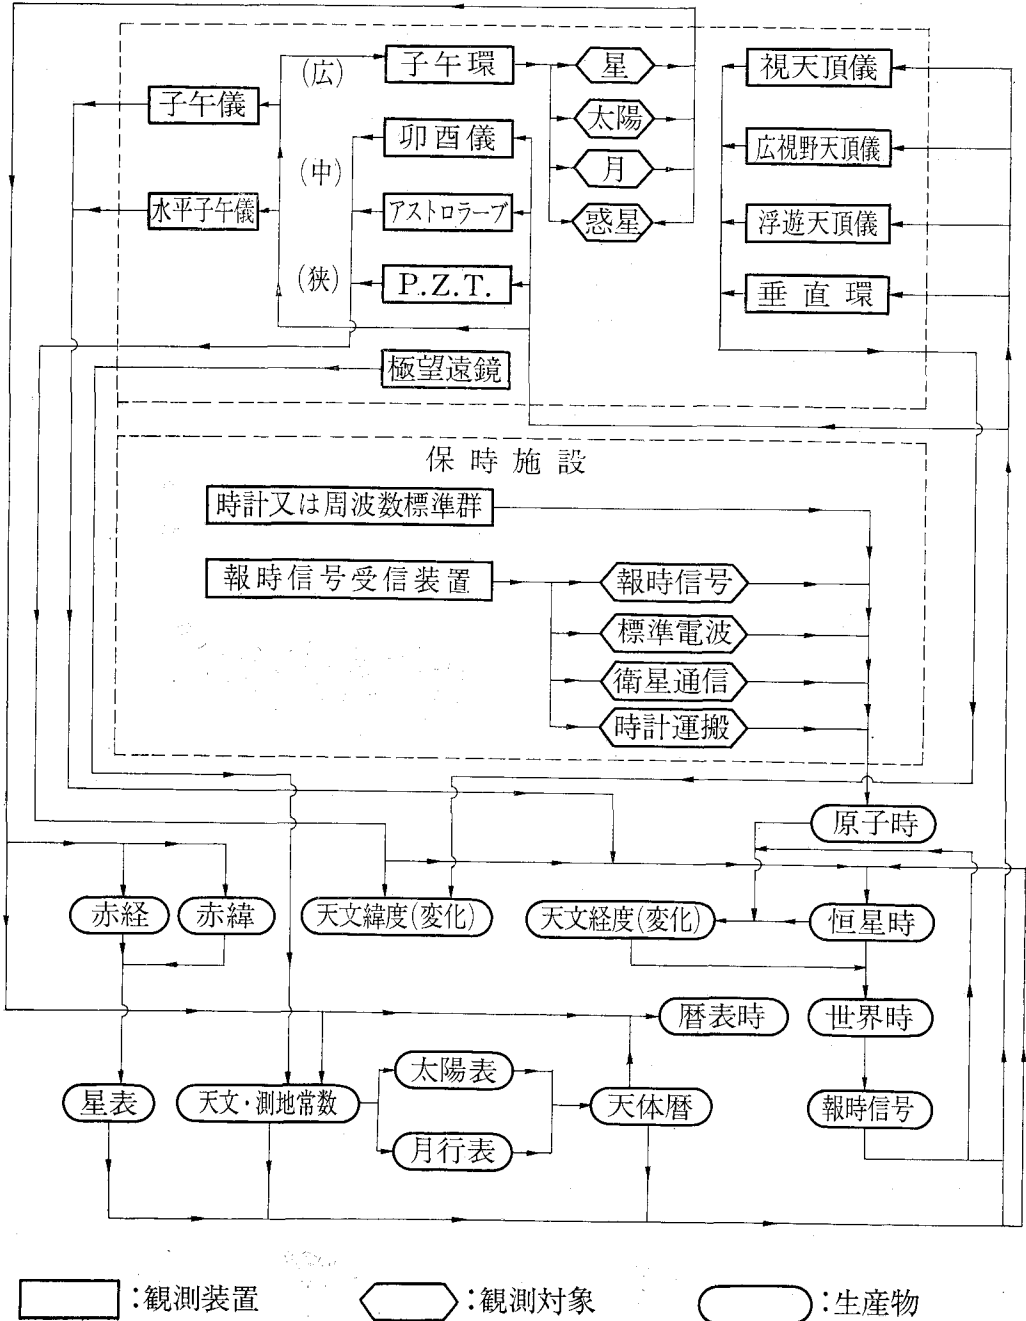 (広)
子午環
星
視天頂儀
子午儀
太陽
卯酉儀
広視野天頂儀
(中)
月
水平子午儀
アストロラーブ
惑星
浮遊天頂儀
(狭)
P.Z.T.
垂直環
極望遠鏡
保時施設
時計又は周波数標準群
報時信号受信装置
報時信号
標準電波
衛星通信
時計運搬
原子時
赤経
赤緯
天文緯度(変化)
天文経度(変化)
恒星時
暦表時
世界時
太陽表
星表
天文・測地常数
天体暦
報時信号
月行表
:観測装置
:観測対象
:生産物